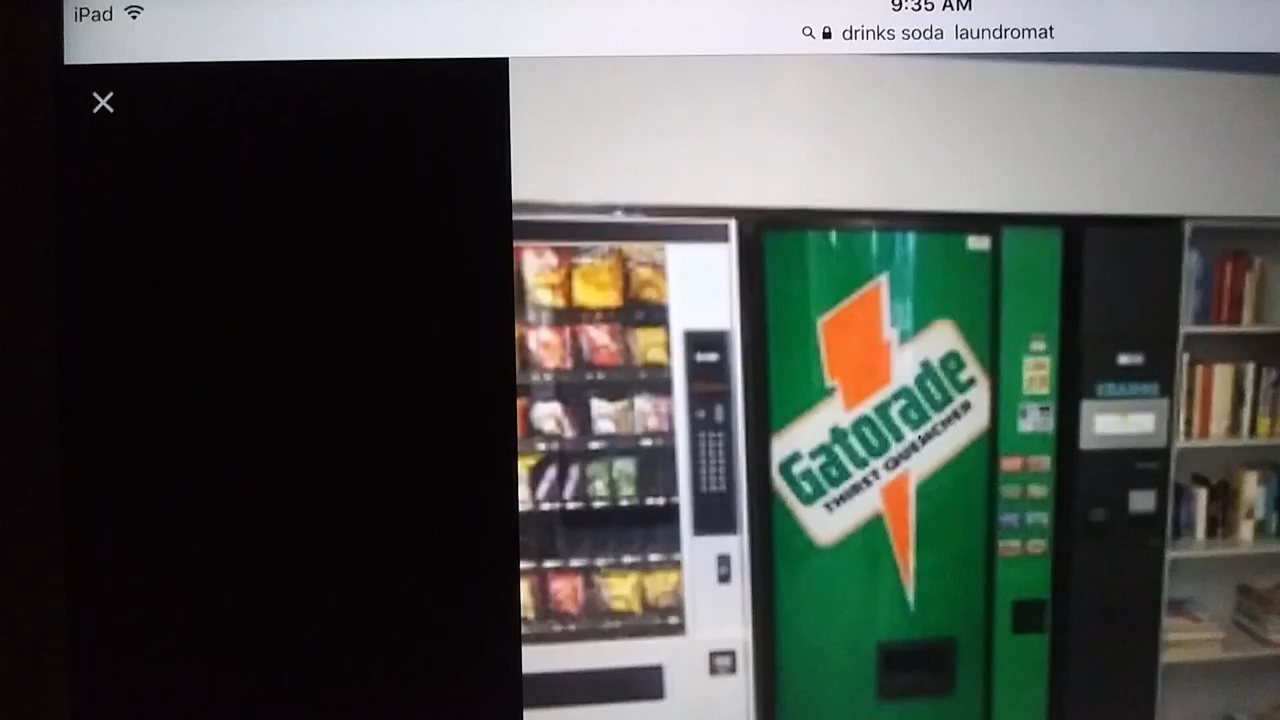 iPad
9:35 AM
drinks soda laundromat
Gatorade
THIRST QUENCHER